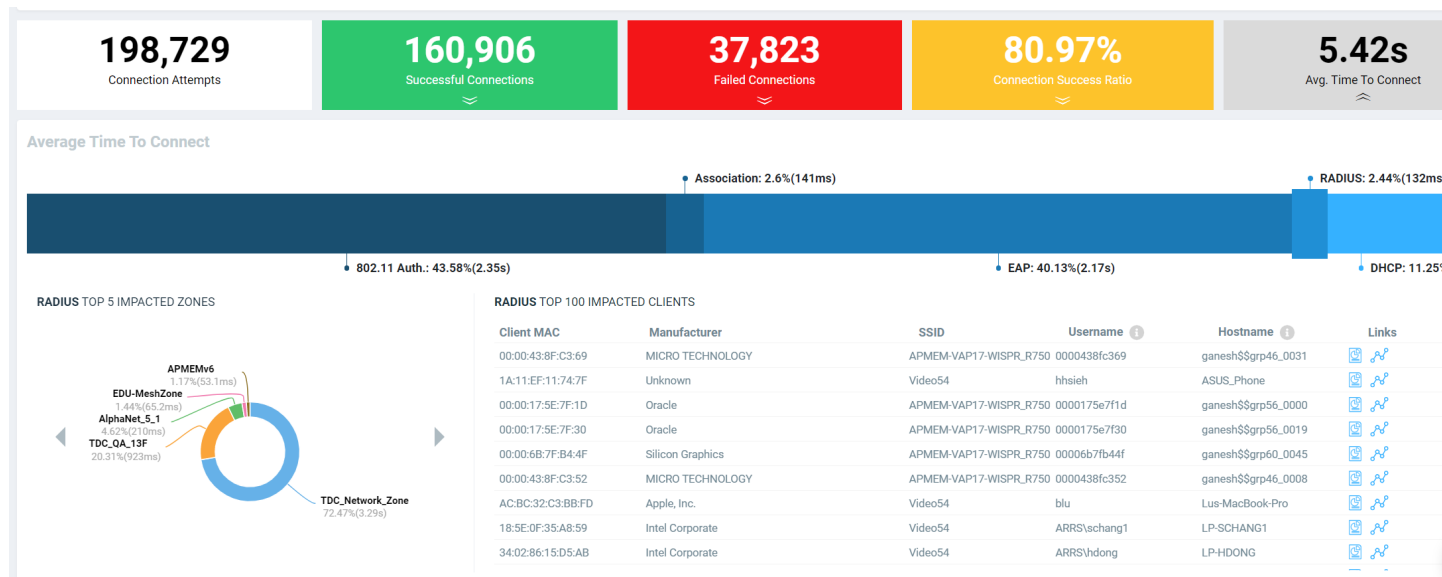 198,729
Connection Attempts
160,906
Successful Connections
37,823
Failed Connections
80.97%
Connection Success Ratio
5.42s
Avg. Time To Connect
Average Time To Connect
Association: 2.6%(141ms)
RADIUS: 2.44%(132ms
802.11 Auth.: 43.58%(2.35s)
EAP: 40.13%(2.17s)
DHCP: 11.25%
RADIUS TOP 5 IMPACTED ZONES
APMEMv6
1.17%(53.1ms)
EDU-MeshZone
1.44%(65.2ms)
AlphaNet_5_1
4.62%(210ms)
TDC_QA_13F
20.31%(923ms)
TDC_Network_Zone
72.47%(3.29s)
RADIUS TOP 100 IMPACTED CLIENTS
Client MAC Manufacturer SSID Username Hostname Links
00:00:43:8F:C3:69 MICRO TECHNOLOGY APMEM-VAP17-WISPR_R750 0000438fc369 ganesh$$grp46_0031
1A:11:EF:11:74:7F Unknown Video54 hhsieh ASUS_Phone
00:00:17:5E:7F:1D Oracle APMEM-VAP17-WISPR_R750 0000175e7f1d ganesh$$grp56_0000
00:00:17:5E:7F:30 Oracle APMEM-VAP17-WISPR_R750 0000175e7f30 ganesh$$grp56_0019
00:00:6B:7F:B4:4F Silicon Graphics APMEM-VAP17-WISPR_R750 00006b7fb44f ganesh$$grp60_0045
00:00:43:8F:C3:52 MICRO TECHNOLOGY APMEM-VAP17-WISPR_R750 0000438fc352 ganesh$$grp46_0008
AC:BC:32:C3:BB:FD Apple, Inc. Video54 blu Lus-MacBook-Pro
18:5E:0F:35:A8:59 Intel Corporate Video54 ARRS\schang1 LP-SCHANG1
34:02:86:15:D5:AB Intel Corporate Video54 ARRS\hdong LP-HDONG